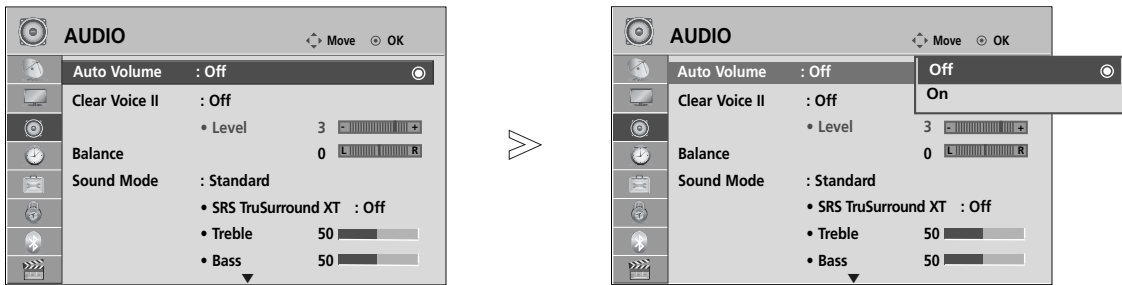 AUDIO
Move OK
Auto Volume : Off
Clear Voice II : Off
• Level 3 - +
Balance 0 L R
Sound Mode : Standard
• SRS TruSurround XT : Off
• Treble 50
• Bass 50
AUDIO
Move OK
Auto Volume : Off
Off
On
Clear Voice II : Off
• Level 3 - +
Balance 0 L R
Sound Mode : Standard
• SRS TruSurround XT : Off
• Treble 50
• Bass 50